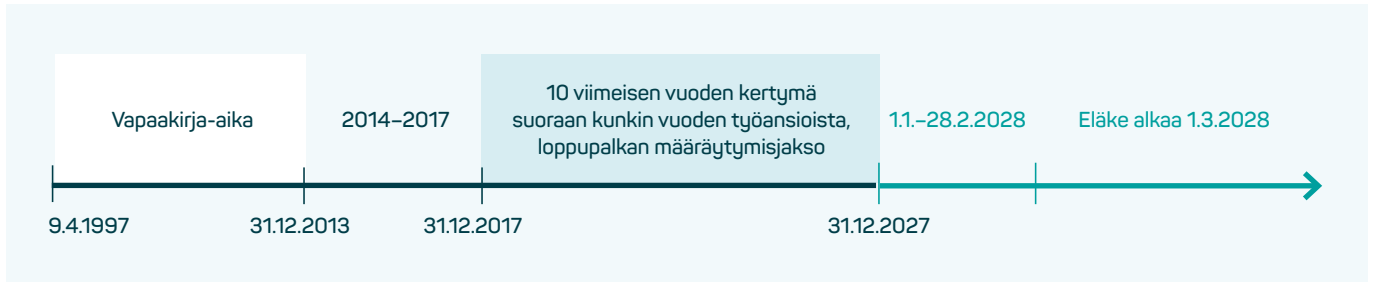 Vapaakirja-aika
2014–2017
10 viimeisen vuoden kertymä
suoraan kunkin vuoden työansioista,
loppupalkan määräytymisjakso
1.1.–28.2.2028
Eläke alkaa 1.3.2028
9.4.1997
31.12.2013
31.12.2017
31.12.2027